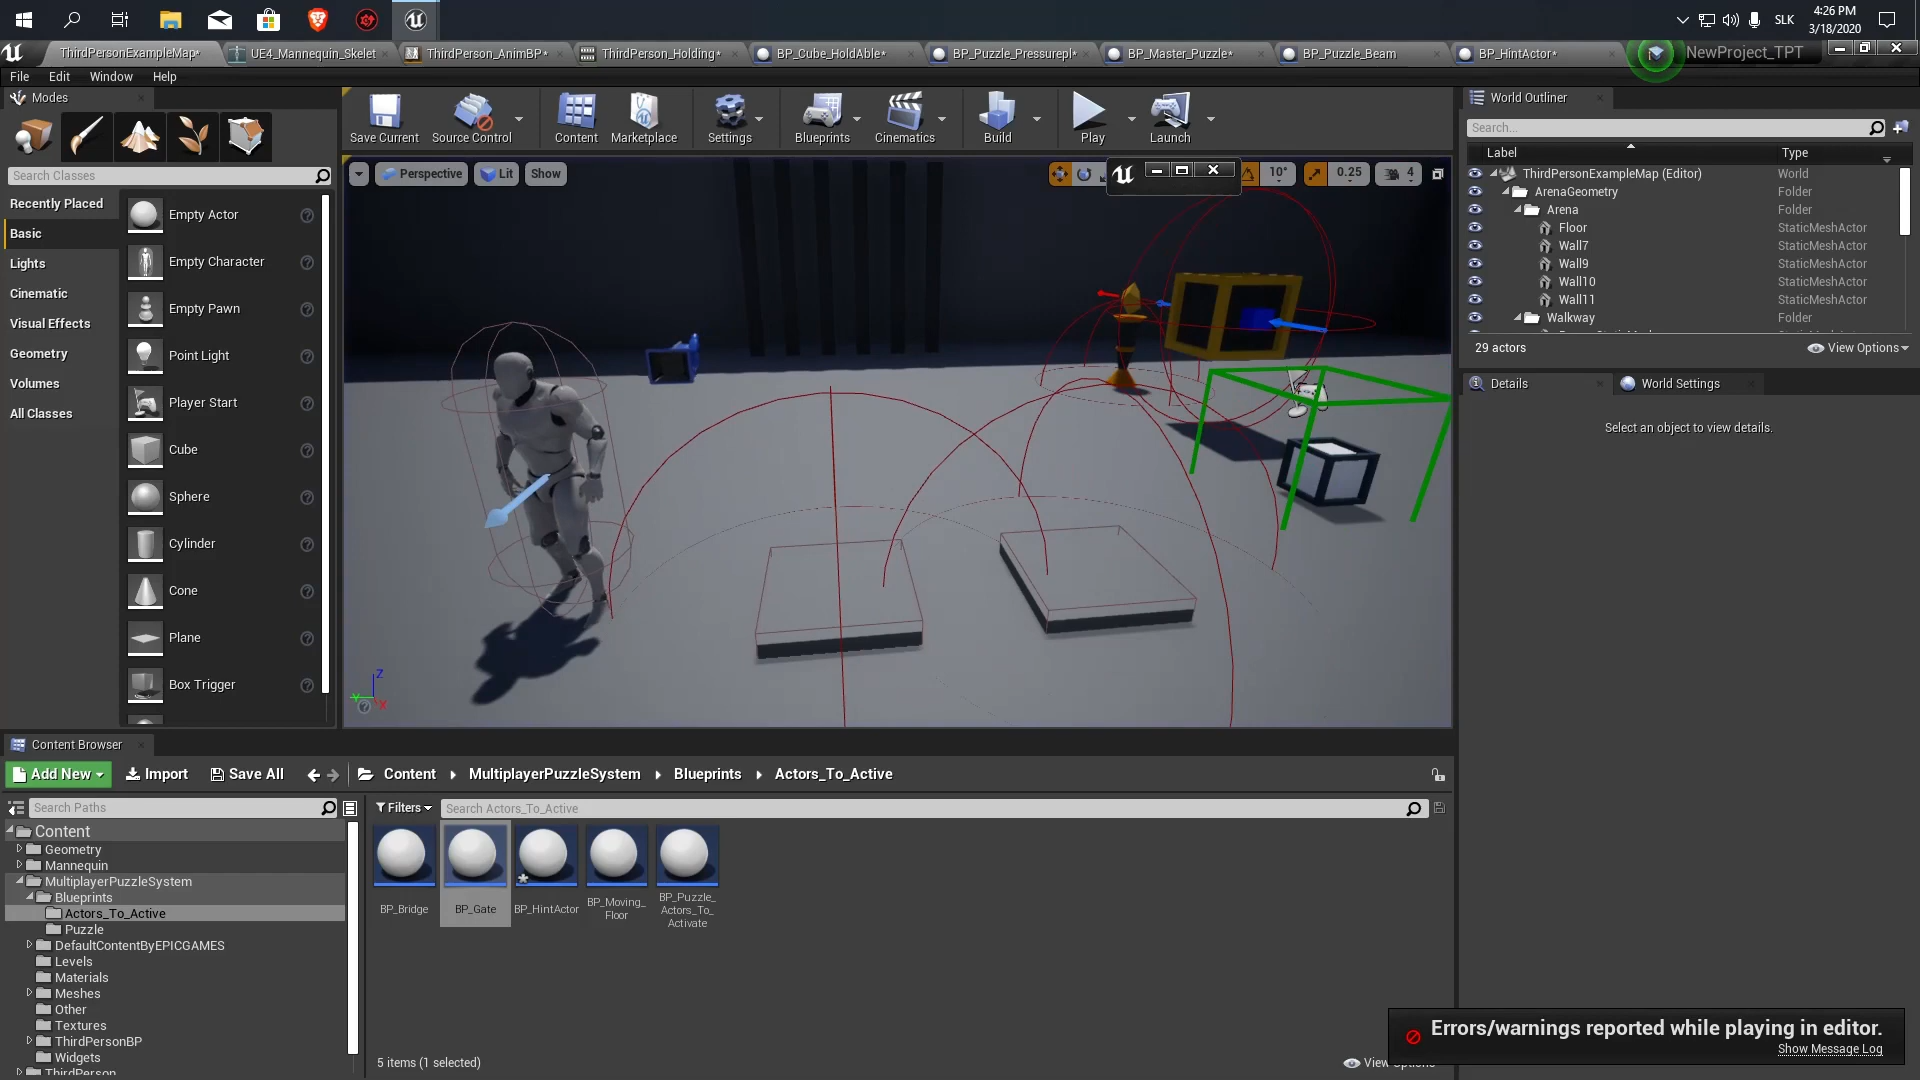 SLK
4:26 PM
3/18/2020
ThirdPersonExampleMap*
UE4_Mannequin_Skelet
ThirdPerson_AnimBP*
ThirdPerson_Holding*
BP_Cube_HoldAble*
BP_Puzzle_Pressurepl*
BP_Master_Puzzle*
BP_Puzzle_Beam
BP_HintActor*
NewProject_TPT
File Edit Window Help
Modes
Search Classes
Recently Placed
Basic
Lights
Cinematic
Visual Effects
Geometry
Volumes
All Classes
Empty Actor
Empty Character
Empty Pawn
Point Light
Player Start
Cube
Sphere
Cylinder
Cone
Plane
Box Trigger
Save Current
Source Control
Content
Marketplace
Settings
Blueprints
Cinematics
Build
Play
Launch
Perspective
Lit
Show
10°
0.25
4
Z
Y
X
World Outliner
Search...
Label Type
ThirdPersonExampleMap (Editor) World
ArenaGeometry Folder
Arena Folder
Floor StaticMeshActor
Wall7 StaticMeshActor
Wall9 StaticMeshActor
Wall10 StaticMeshActor
Wall11 StaticMeshActor
Walkway Folder
29 actors
View Options
Details
World Settings
Select an object to view details.
Content Browser
Add New
Import
Save All
Content
MultiplayerPuzzleSystem
Blueprints
Actors_To_Active
Search Paths
Filters
Search Actors_To_Active
Content
Geometry
Mannequin
MultiplayerPuzzleSystem
Blueprints
Actors_To_Active
Puzzle
DefaultContentByEPICGAMES
Levels
Materials
Meshes
Other
Textures
ThirdPersonBP
Widgets
ThirdPerson
BP_Bridge
BP_Gate
BP_HintActor
BP_Moving_
Floor
BP_Puzzle_
Actors_To_
Activate
5 items (1 selected)
View Options
Errors/warnings reported while playing in editor.
Show Message Log